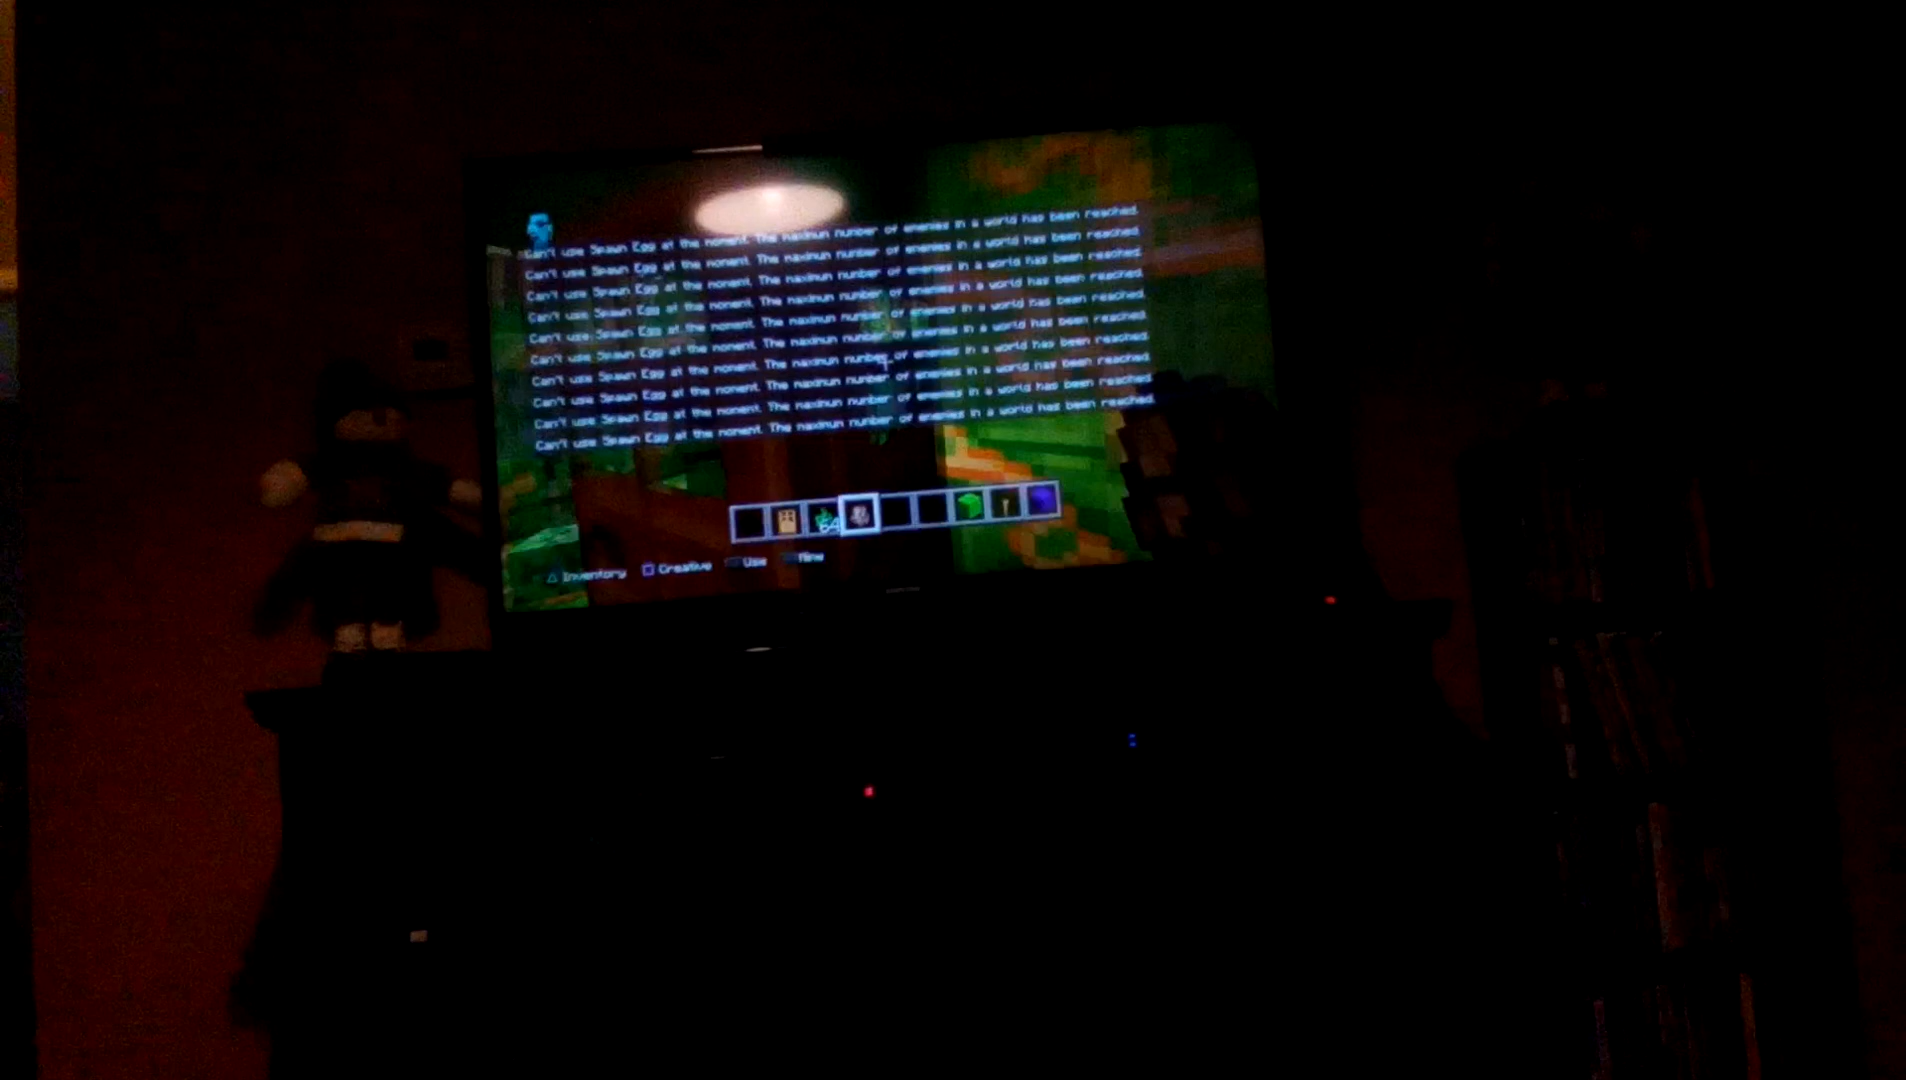 Can't use Spawn Egg at the moment. The maximum number of enemies in a world has been reached.
Can't use Spawn Egg at the moment. The maximum number of enemies in a world has been reached.
Can't use Spawn Egg at the moment. The maximum number of enemies in a world has been reached.
Can't use Spawn Egg at the moment. The maximum number of enemies in a world has been reached.
Can't use Spawn Egg at the moment. The maximum number of enemies in a world has been reached.
Can't use Spawn Egg at the moment. The maximum number of enemies in a world has been reached.
Can't use Spawn Egg at the moment. The maximum number of enemies in a world has been reached.
Can't use Spawn Egg at the moment. The maximum number of enemies in a world has been reached.
Can't use Spawn Egg at the moment. The maximum number of enemies in a world has been reached.
Can't use Spawn Egg at the moment. The maximum number of enemies in a world has been reached.
64
Inventory Creative Use Mine